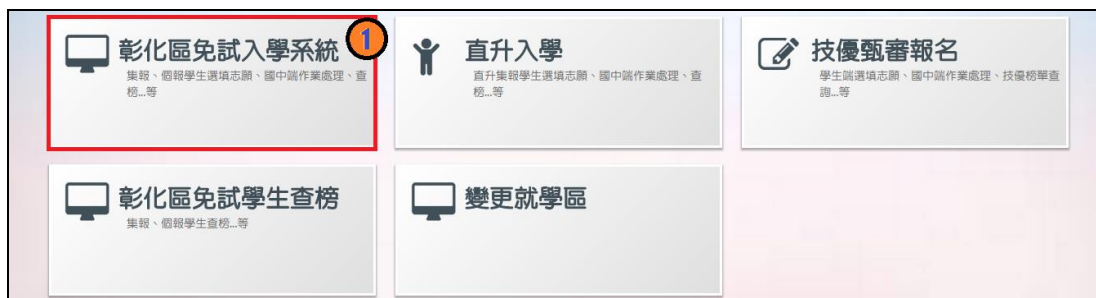 彰化區免試入學系統
1
集報、個報學生選填志願、國中端作業處理、查
榜...等
直升入學
直升集報學生選填志願、國中端作業處理、查
榜...等
技優甄審報名
學生端選填志願、國中端作業處理、技優榜單查
詢...等
彰化區免試學生查榜
集報、個報學生查榜...等
變更就學區